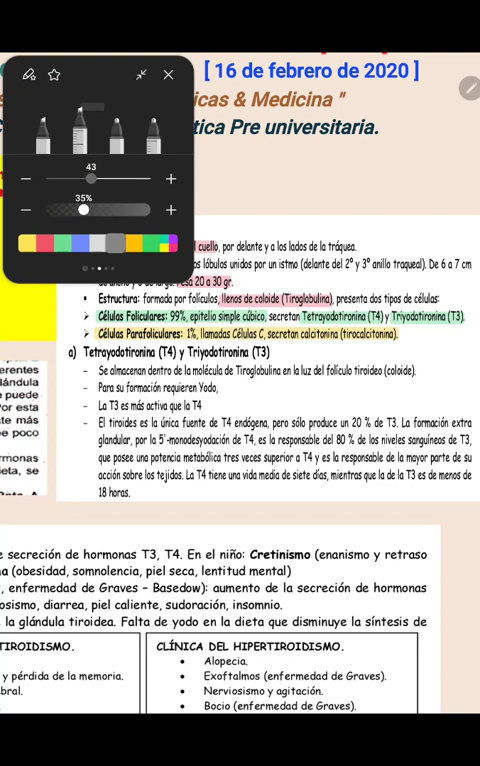 [ 16 de febrero de 2020 ]
icas & Medicina "
tica Pre universitaria.
43
35%
l cuello, por delante y a los lados de la tráquea.
os lóbulos unidos por un istmo (delante del 2º y 3º anillo traqueal). De 6 a 7 cm
20 a 30 gr.
▪ Estructura: formada por folículos, llenos de coloide (Tiroglobulina), presenta dos tipos de células:
➢ Células Foliculares: 99%, epitelio simple cúbico, secretan Tetrayodotironina (T4) y Triyodotironina (T3).
➢ Células Parafoliculares: 1%, llamadas Células C, secretan calcitonina (tirocalcitonina).
a) Tetrayodotironina (T4) y Triyodotironina (T3)
– Se almacenan dentro de la molécula de Tiroglobulina en la luz del folículo tiroideo (coloide).
– Para su formación requieren Yodo,
– La T3 es más activa que la T4
– El tiroides es la única fuente de T4 endógena, pero sólo produce un 20 % de T3. La formación extra
glandular, por la 5'-monodesyodación de T4, es la responsable del 80 % de los niveles sanguíneos de T3,
que posee una potencia metabólica tres veces superior a T4 y es la responsable de la mayor parte de su
acción sobre los tejidos. La T4 tiene una vida media de siete días, mientras que la de la T3 es de menos de
18 horas.
erentes
lándula
puede
Por esta
te más
e poco
rmonas
ieta, se
e secreción de hormonas T3, T4. En el niño: Cretinismo (enanismo y retraso
a (obesidad, somnolencia, piel seca, lentitud mental)
, enfermedad de Graves – Basedow): aumento de la secreción de hormonas
osismo, diarrea, piel caliente, sudoración, insomnio.
la glándula tiroidea. Falta de yodo en la dieta que disminuye la síntesis de
TIROIDISMO.
y pérdida de la memoria.
bral.
CLÍNICA DEL HIPERTIROIDISMO.
• Alopecia.
• Exoftalmos (enfermedad de Graves).
• Nerviosismo y agitación.
• Bocio (enfermedad de Graves).